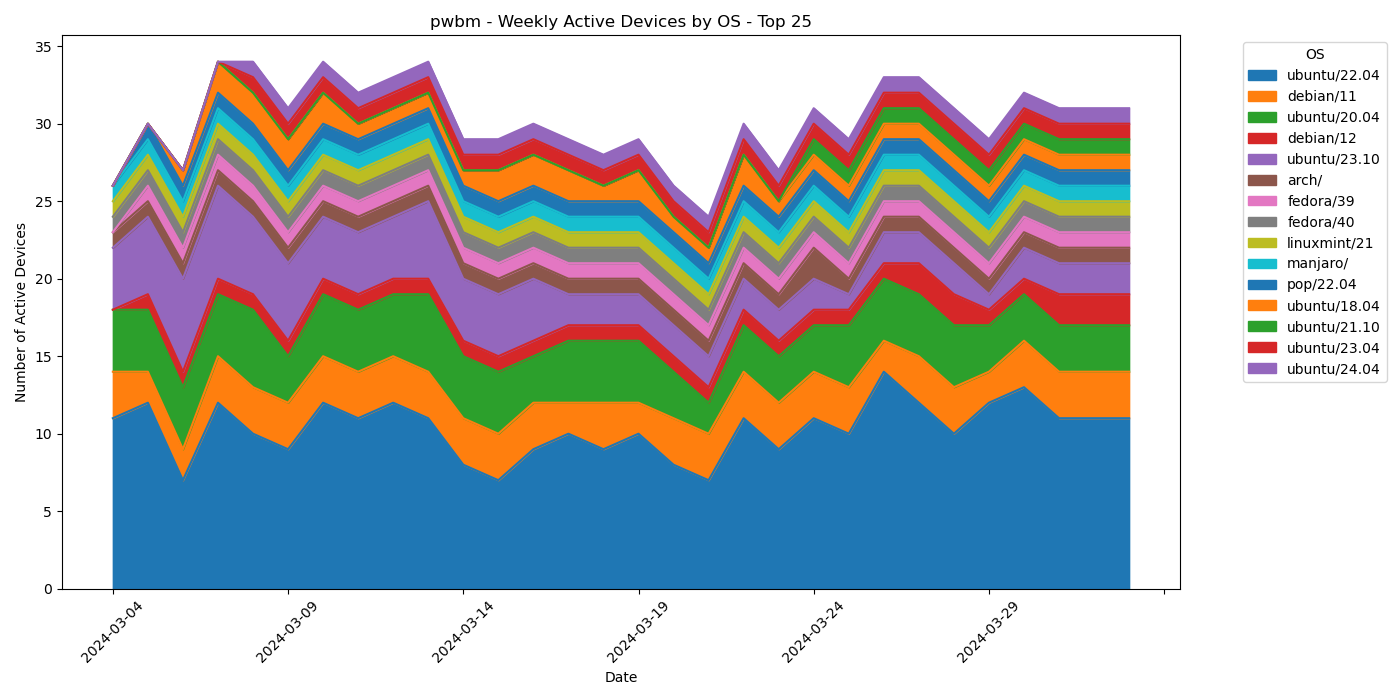 pwbm - Weekly Active Devices by OS - Top 25
35
30
25
20
15
10
5
0
Number of Active Devices
2024-03-04
2024-03-09
2024-03-14
2024-03-19
2024-03-24
2024-03-29
Date
OS
ubuntu/22.04
debian/11
ubuntu/20.04
debian/12
ubuntu/23.10
arch/
fedora/39
fedora/40
linuxmint/21
manjaro/
pop/22.04
ubuntu/18.04
ubuntu/21.10
ubuntu/23.04
ubuntu/24.04